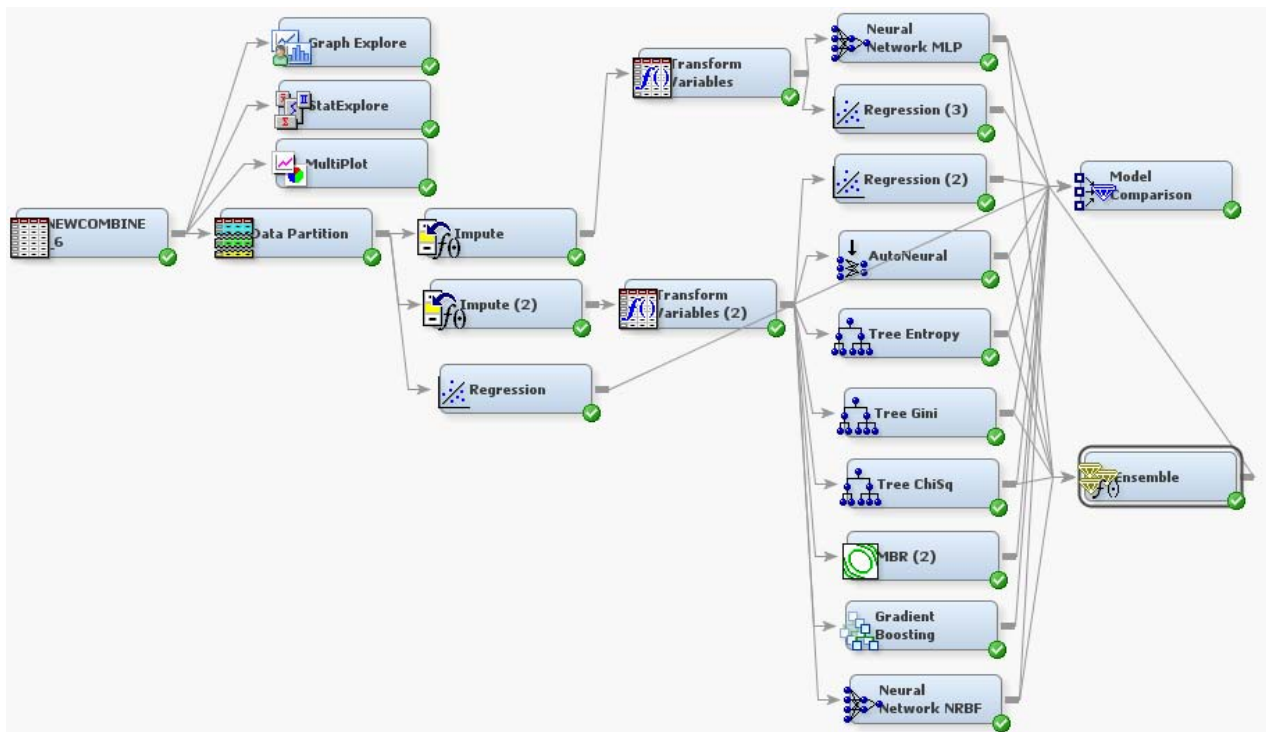 Graph Explore
StatExplore
MultiPlot
NEWCOMBINE
_6
Data Partition
Impute
Impute (2)
Regression
Transform
Variables
Transform
Variables (2)
Neural
Network MLP
Regression (3)
Regression (2)
AutoNeural
Tree Entropy
Tree Gini
Tree ChiSq
MBR (2)
Gradient
Boosting
Neural
Network NRBF
Model
Comparison
Ensemble